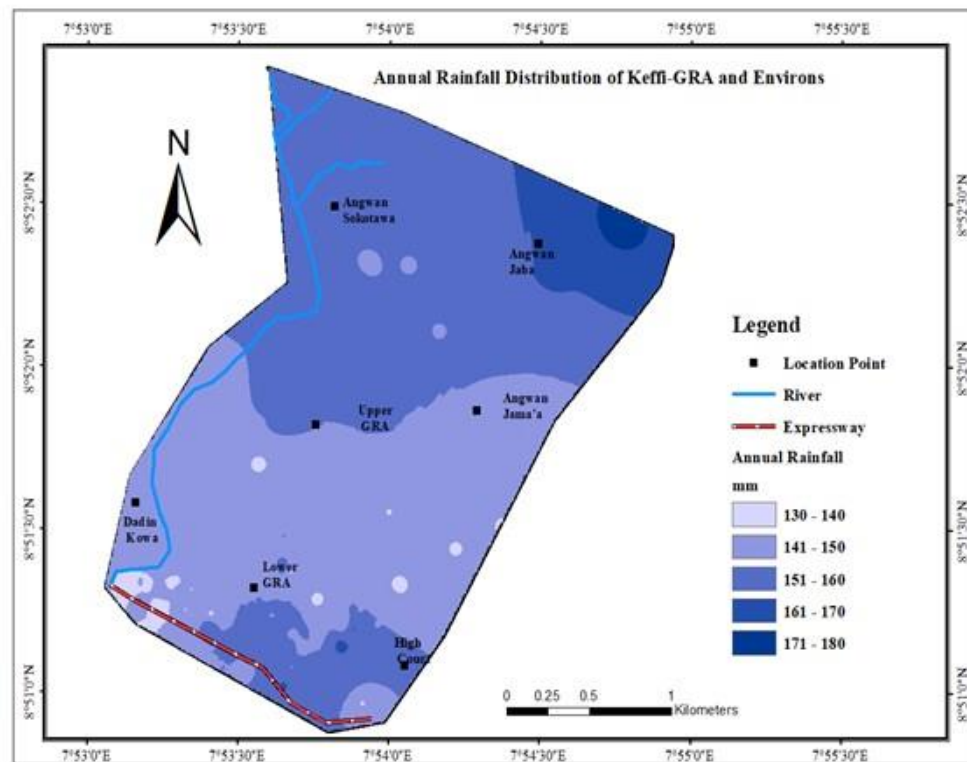 7°53'0"E 7°53'30"E 7°54'0"E 7°54'30"E 7°55'0"E 7°55'30"E
Annual Rainfall Distribution of Keffi-GRA and Environs
N
8°52'30"N
8°52'30"N
Angwan
Sokotawa
Angwan
Jaba
8°52'0"N
8°52'0"N
Upper
GRA
Angwan
Jama'a
8°51'30"N
8°51'30"N
Dadin
Kowa
Lower
GRA
High
Court
8°51'0"N
8°51'0"N
Legend
Location Point
River
Expressway
Annual Rainfall
mm
130 - 140
141 - 150
151 - 160
161 - 170
171 - 180
0 0.25 0.5 1
Kilometers
7°53'0"E 7°53'30"E 7°54'0"E 7°54'30"E 7°55'0"E 7°55'30"E